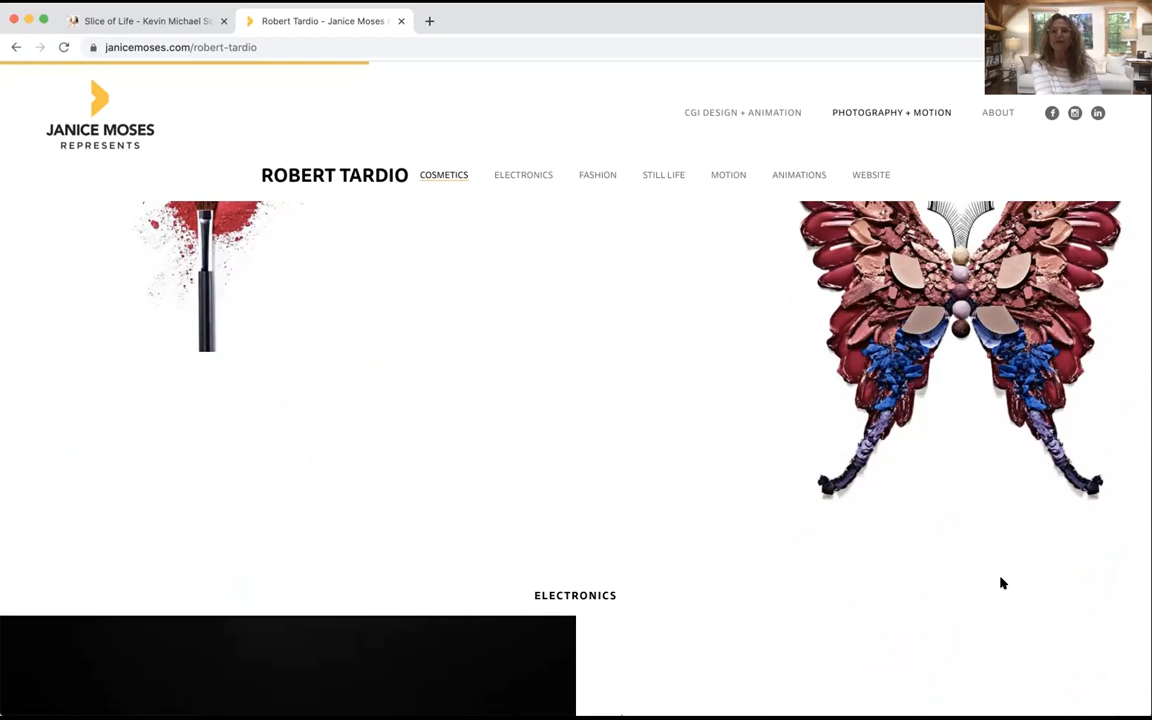 Slice of Life - Kevin Michael Sc
Robert Tardio - Janice Moses
janicemoses.com/robert-tardio
JANICE MOSES
REPRESENTS
CGI DESIGN + ANIMATION
PHOTOGRAPHY + MOTION
ABOUT
ROBERT TARDIO
COSMETICS
ELECTRONICS
FASHION
STILL LIFE
MOTION
ANIMATIONS
WEBSITE
ELECTRONICS